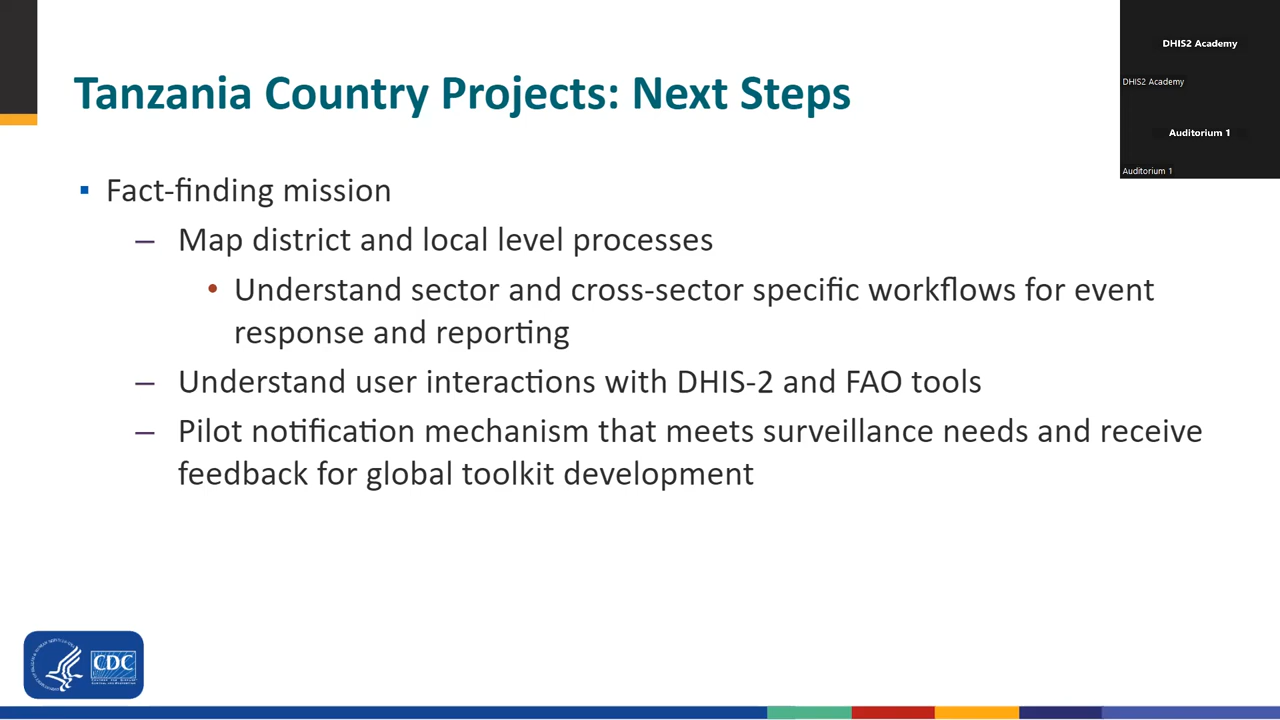 Tanzania Country Projects: Next Steps
DHIS2 Academy
DHIS2 Academy
Auditorium 1
Auditorium 1
▪ Fact-finding mission
– Map district and local level processes
• Understand sector and cross-sector specific workflows for event
response and reporting
– Understand user interactions with DHIS-2 and FAO tools
– Pilot notification mechanism that meets surveillance needs and receive
feedback for global toolkit development
CDC